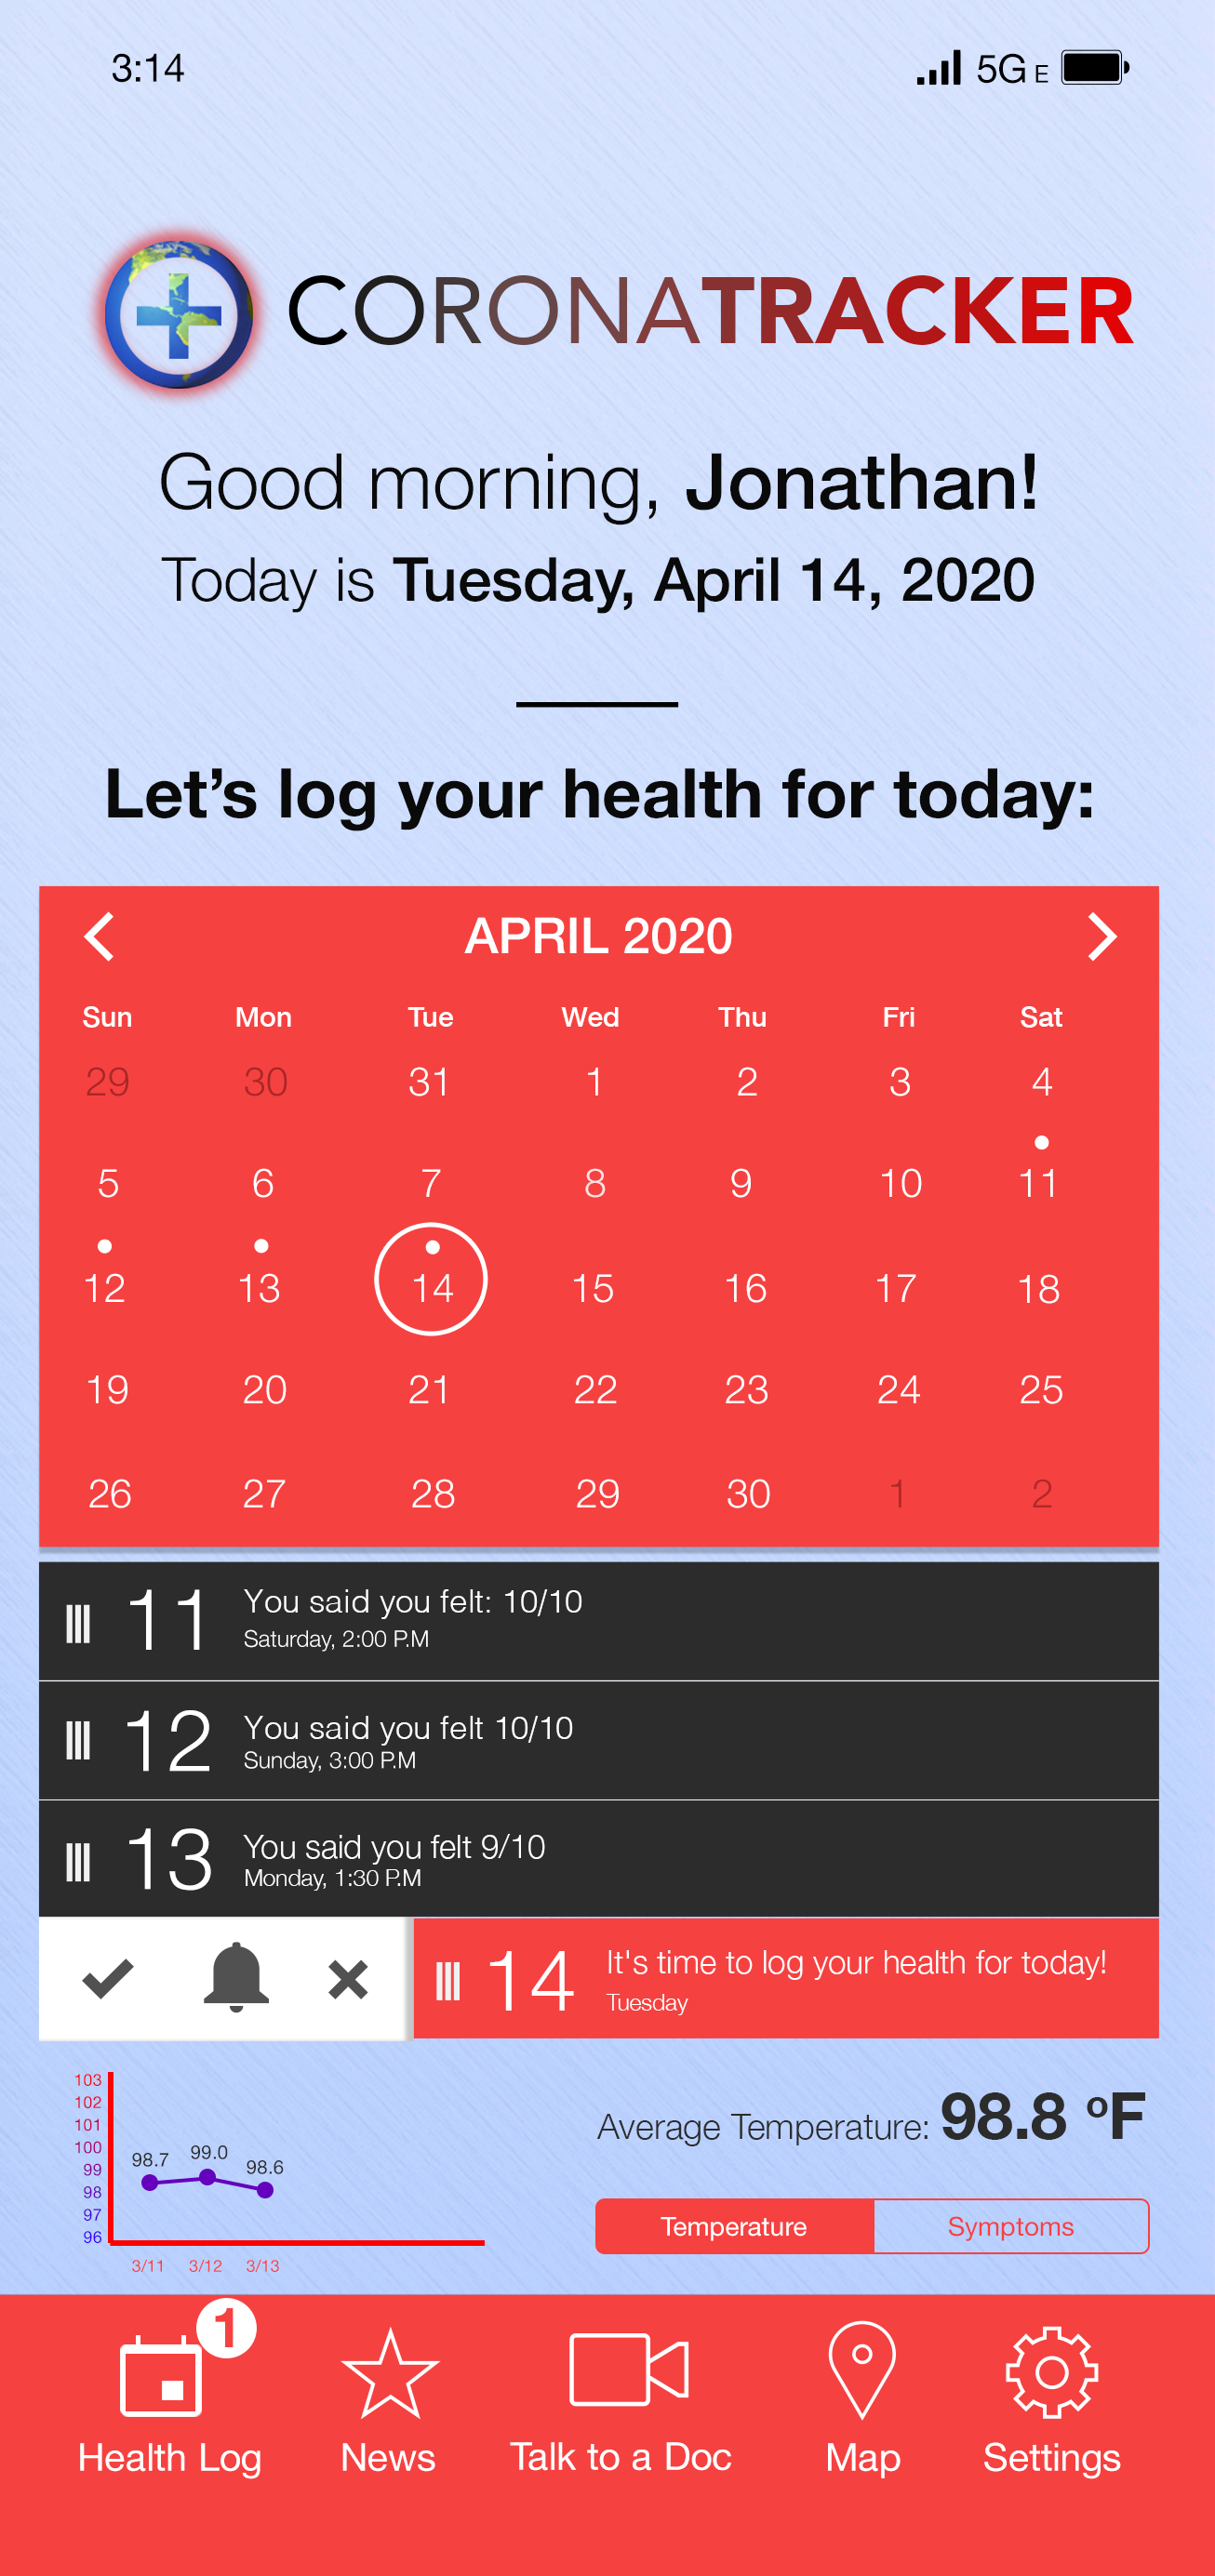 3:14 5G E
CORONATRACKER
Good morning, Jonathan!
Today is Tuesday, April 14, 2020
Let’s log your health for today:
APRIL 2020
Sun Mon Tue Wed Thu Fri Sat
29 30 31 1 2 3 4
5 6 7 8 9 10 11
12 13 14 15 16 17 18
19 20 21 22 23 24 25
26 27 28 29 30 1 2
11 You said you felt: 10/10
Saturday, 2:00 P.M
12 You said you felt 10/10
Sunday, 3:00 P.M
13 You said you felt 9/10
Monday, 1:30 P.M
14 It's time to log your health for today!
Tuesday
103
102
101
100
99
98
97
96
98.7 99.0 98.6
3/11 3/12 3/13
Average Temperature: 98.8 ºF
Temperature Symptoms
1
Health Log News Talk to a Doc Map Settings